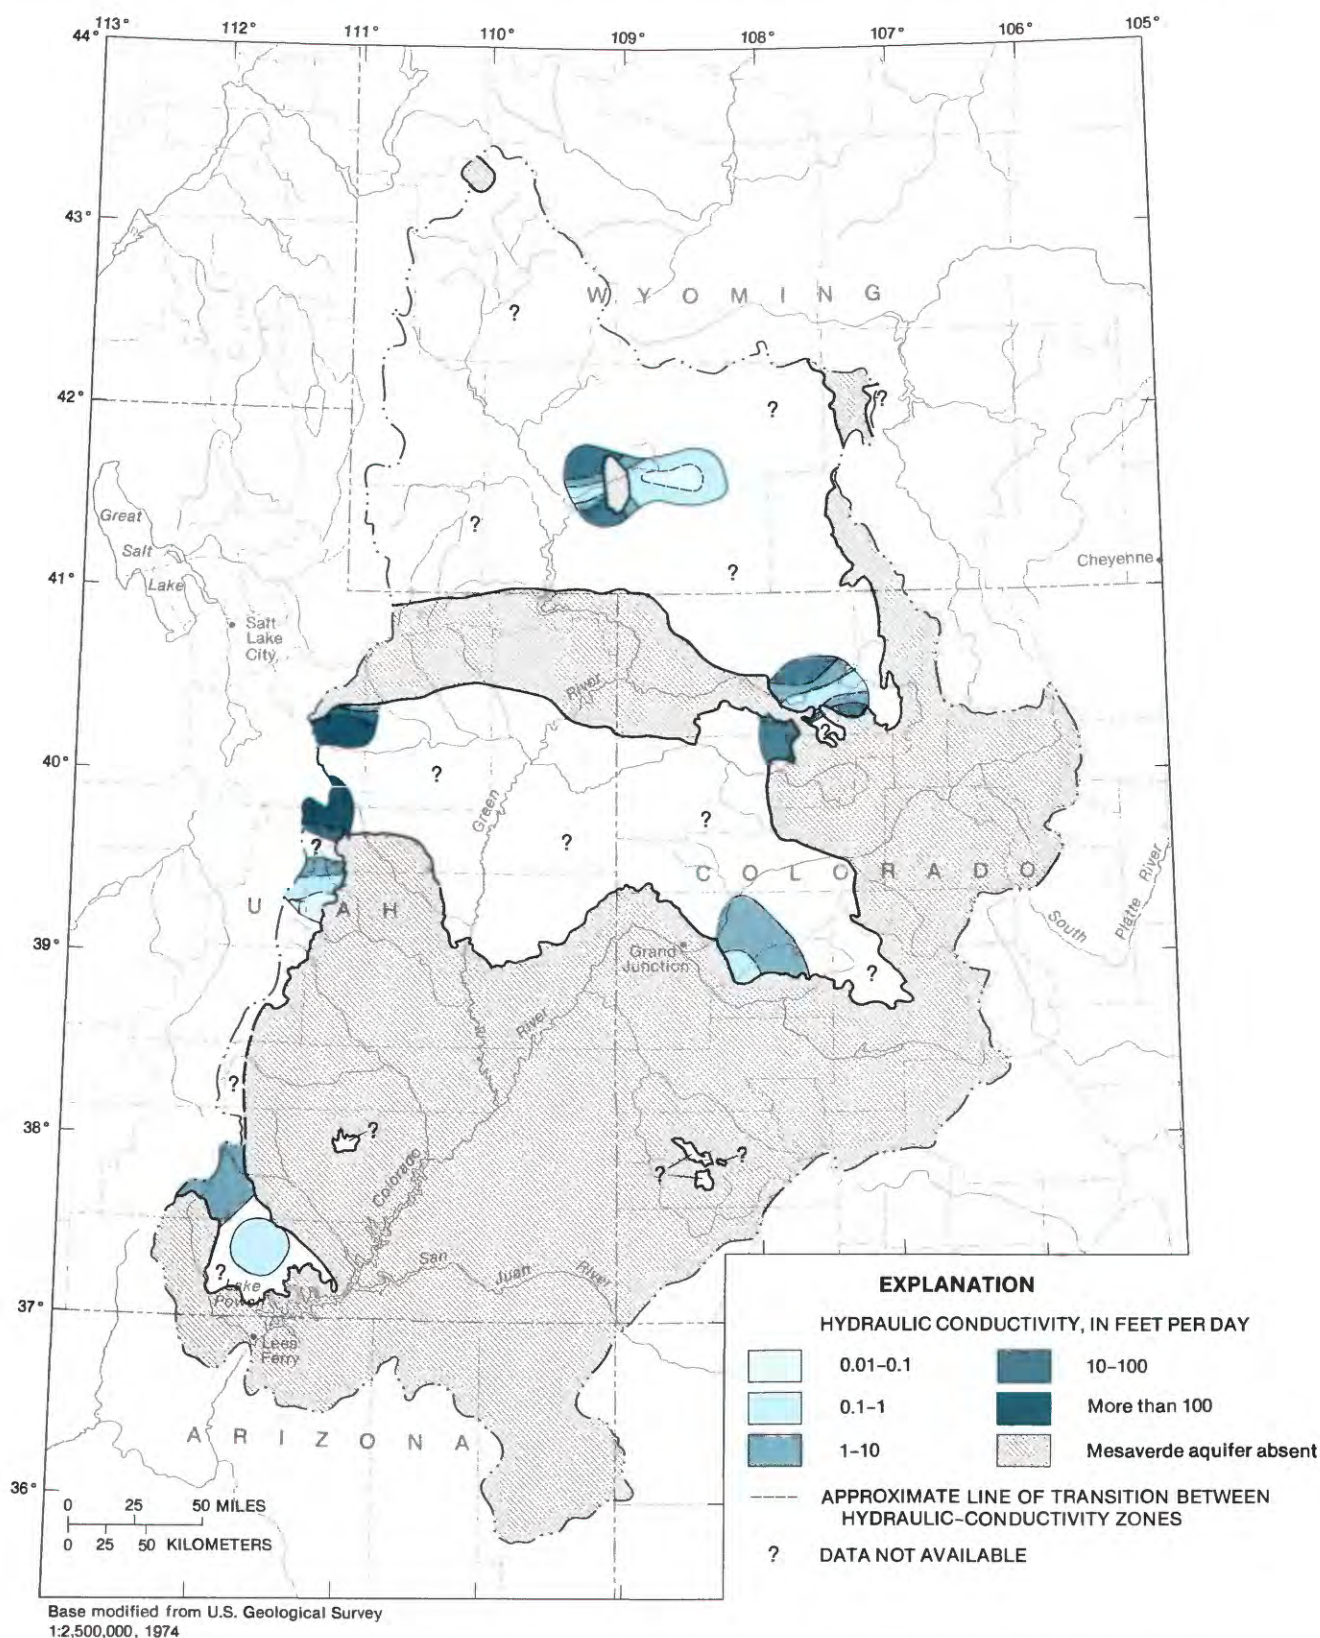 113° 112° 111° 110° 109° 108° 107° 106° 105°
44°
43°
W Y O M I N G
?
?
?
42°
?
?
Great
Salt
Lake
Cheyenne
41°
Salt
Lake
City
River
?
40°
?
?
?
Green
?
C O L O R A D O
U T A H
South
Platte River
39°
Grand
Junction
?
River
?
38°
?
?
?
Colorado
San
Juan
River
?
Lake
Powell
37°
Lees
Ferry
A R I Z O N A
36°
0 25 50 MILES
0 25 50 KILOMETERS
EXPLANATION
HYDRAULIC CONDUCTIVITY, IN FEET PER DAY
0.01–0.1
10–100
0.1–1
More than 100
1–10
Mesaverde aquifer absent
APPROXIMATE LINE OF TRANSITION BETWEEN
HYDRAULIC–CONDUCTIVITY ZONES
? DATA NOT AVAILABLE
Base modified from U.S. Geological Survey
1:2,500,000, 1974